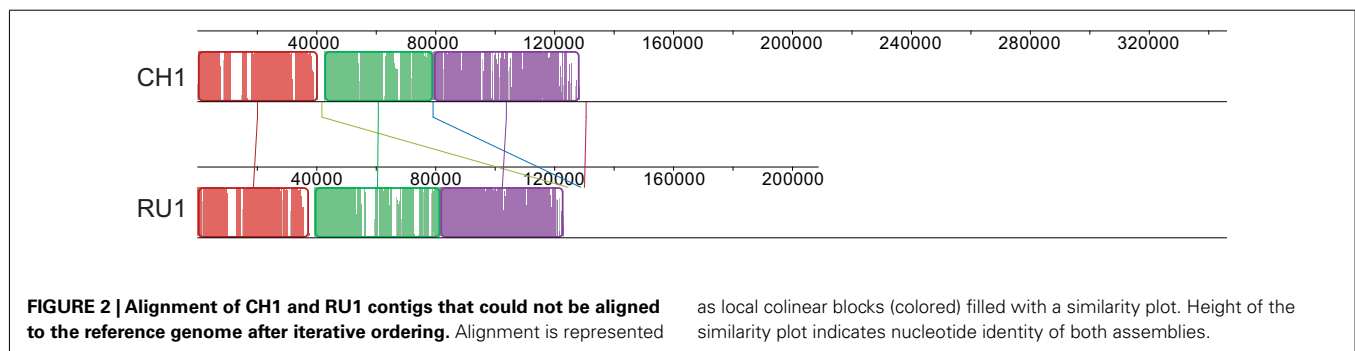 40000 80000 120000 160000 200000 240000 280000 320000
CH1
40000 80000 120000 160000 200000
RU1
FIGURE 2 | Alignment of CH1 and RU1 contigs that could not be aligned
to the reference genome after iterative ordering. Alignment is represented
as local colinear blocks (colored) filled with a similarity plot. Height of the
similarity plot indicates nucleotide identity of both assemblies.